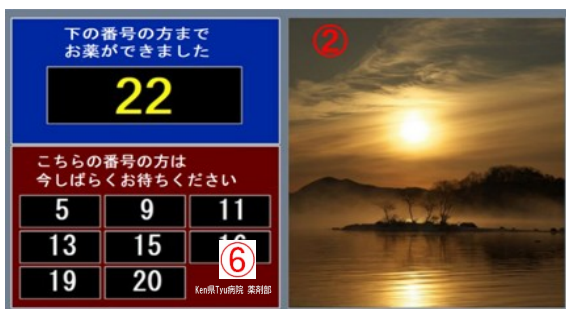 下の番号の方まで
お薬ができました
22
②
こちらの番号の方は
今しばらくお待ちください
5 9 11
13 15
⑥
19 20
Ken県Tyu病院 薬剤部